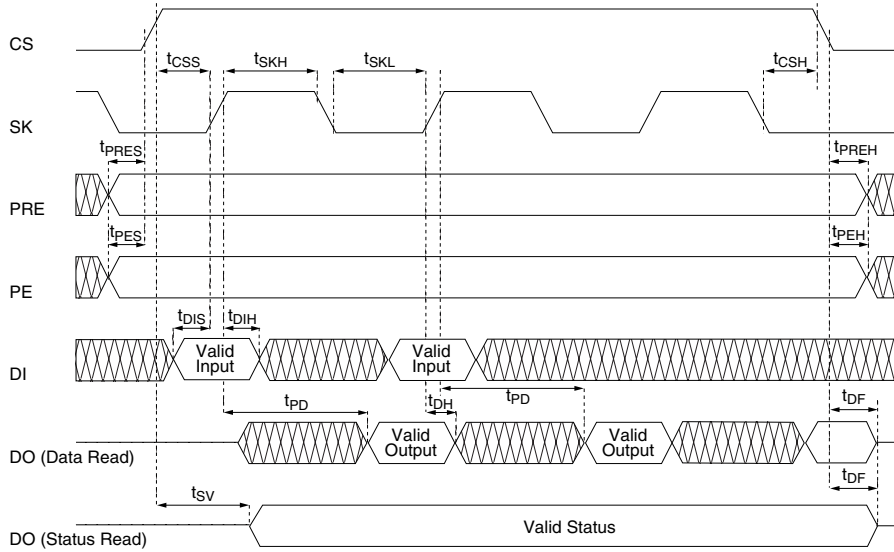 CS
tCSS
tSKH
tSKL
tCSH
SK
tPRES
tPREH
PRE
tPES
tPEH
PE
tDIS
tDIH
DI
Valid
Input
Valid
Input
tPD
tDH
tPD
tDF
DO (Data Read)
Valid
Output
Valid
Output
tDF
tSV
DO (Status Read)
Valid Status